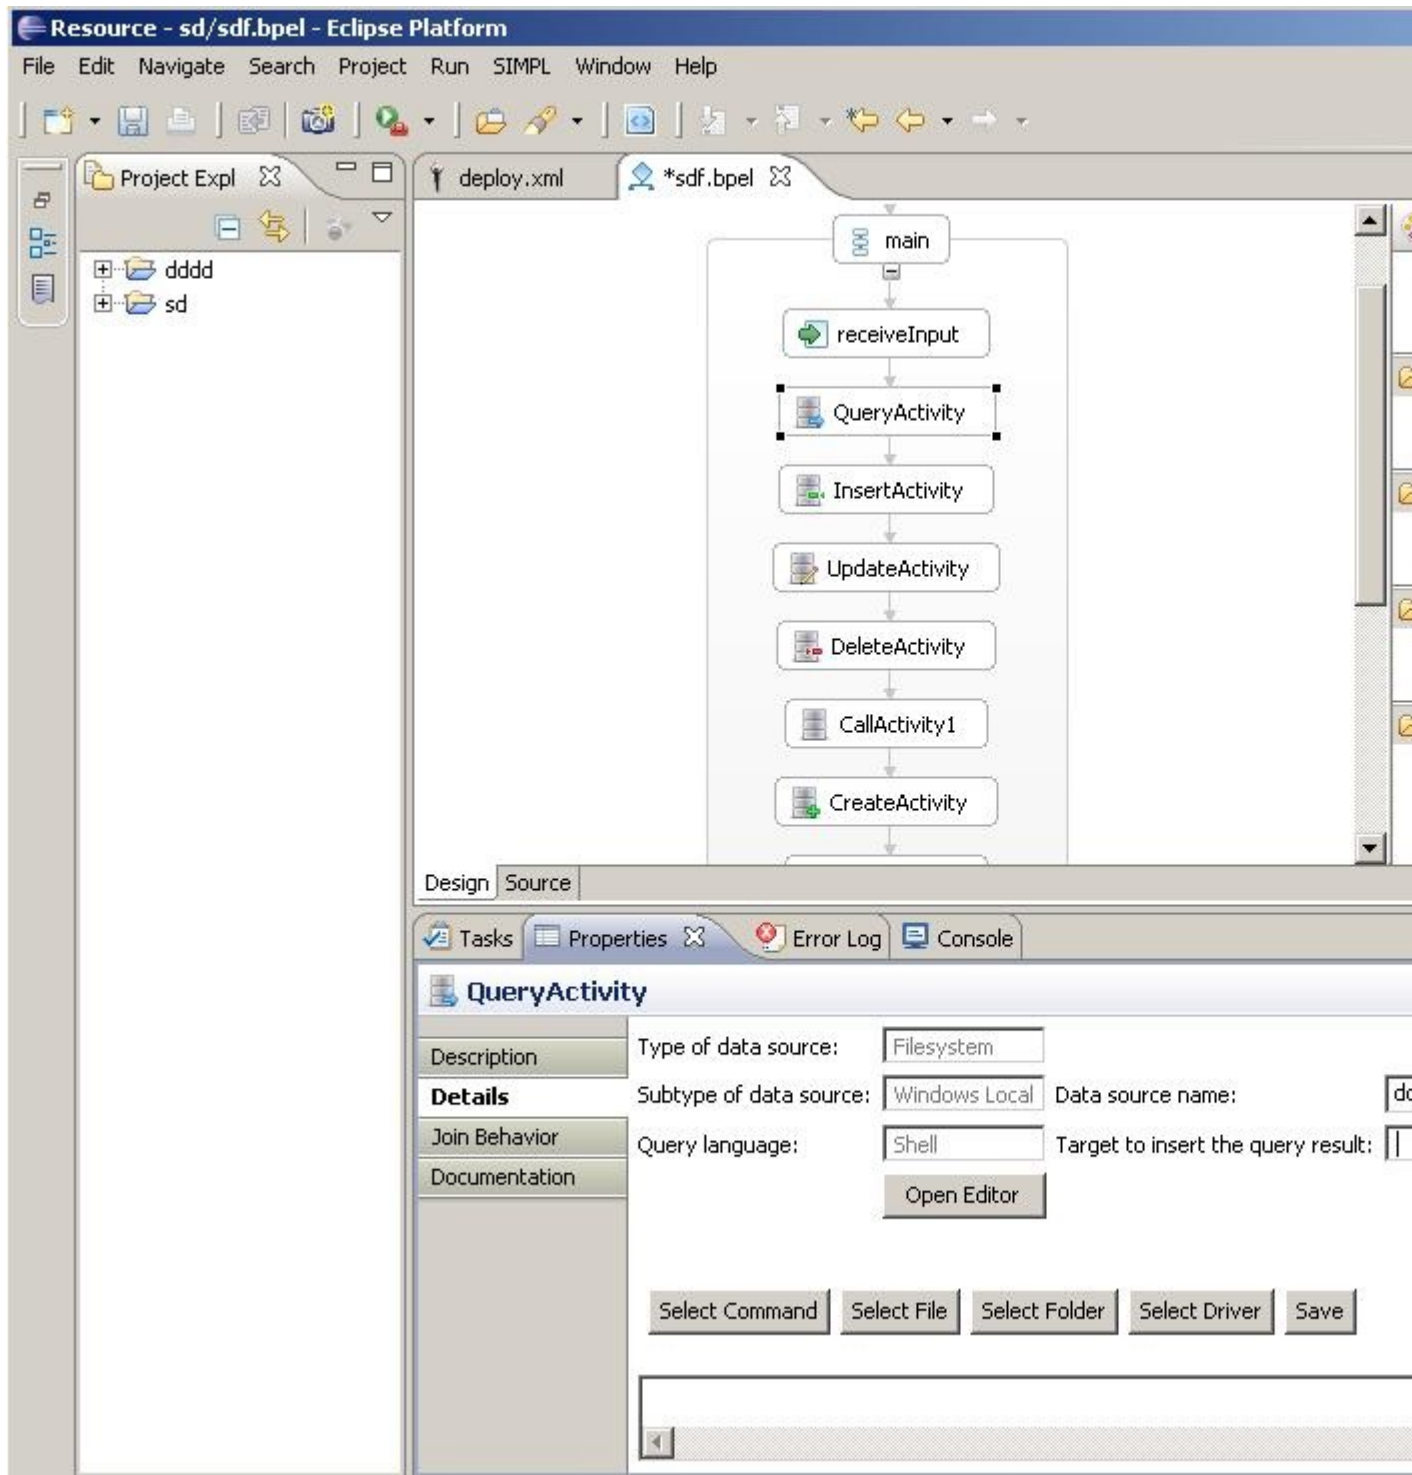 Resource - sd/sdf.bpel - Eclipse Platform
File Edit Navigate Search Project Run SIMPL Window Help
Project Expl
deploy.xml
*sdf.bpel
dddd
sd
main
receiveInput
QueryActivity
InsertActivity
UpdateActivity
DeleteActivity
CallActivity1
CreateActivity
Design Source
Tasks Properties Error Log Console
QueryActivity
Description
Details
Join Behavior
Documentation
Type of data source: Filesystem
Subtype of data source: Windows Local Data source name:
Query language: Shell Target to insert the query result:
Open Editor
Select Command Select File Select Folder Select Driver Save